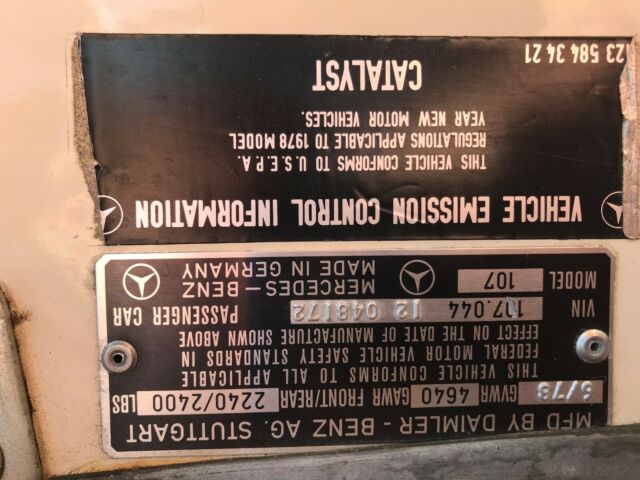 MFD BY DAIMLER - BENZ AG. STUTTGART
GVWR 4640 GAWR FRONT/REAR 2240/2400 LBS
THIS VEHICLE CONFORMS TO ALL APPLICABLE
FEDERAL MOTOR VEHICLE SAFETY STANDARDS IN
EFFECT ON THE DATE OF MANUFACTURE SHOWN ABOVE
VIN 107.044 12 048172 PASSENGER CAR
MODEL 107 MERCEDES-BENZ
MADE IN GERMANY
VEHICLE EMISSION CONTROL INFORMATION
THIS VEHICLE CONFORMS TO U.S.E.P.A.
REGULATIONS APPLICABLE TO 1978 MODEL
YEAR NEW MOTOR VEHICLES.
CATALYST
123 584 34 21